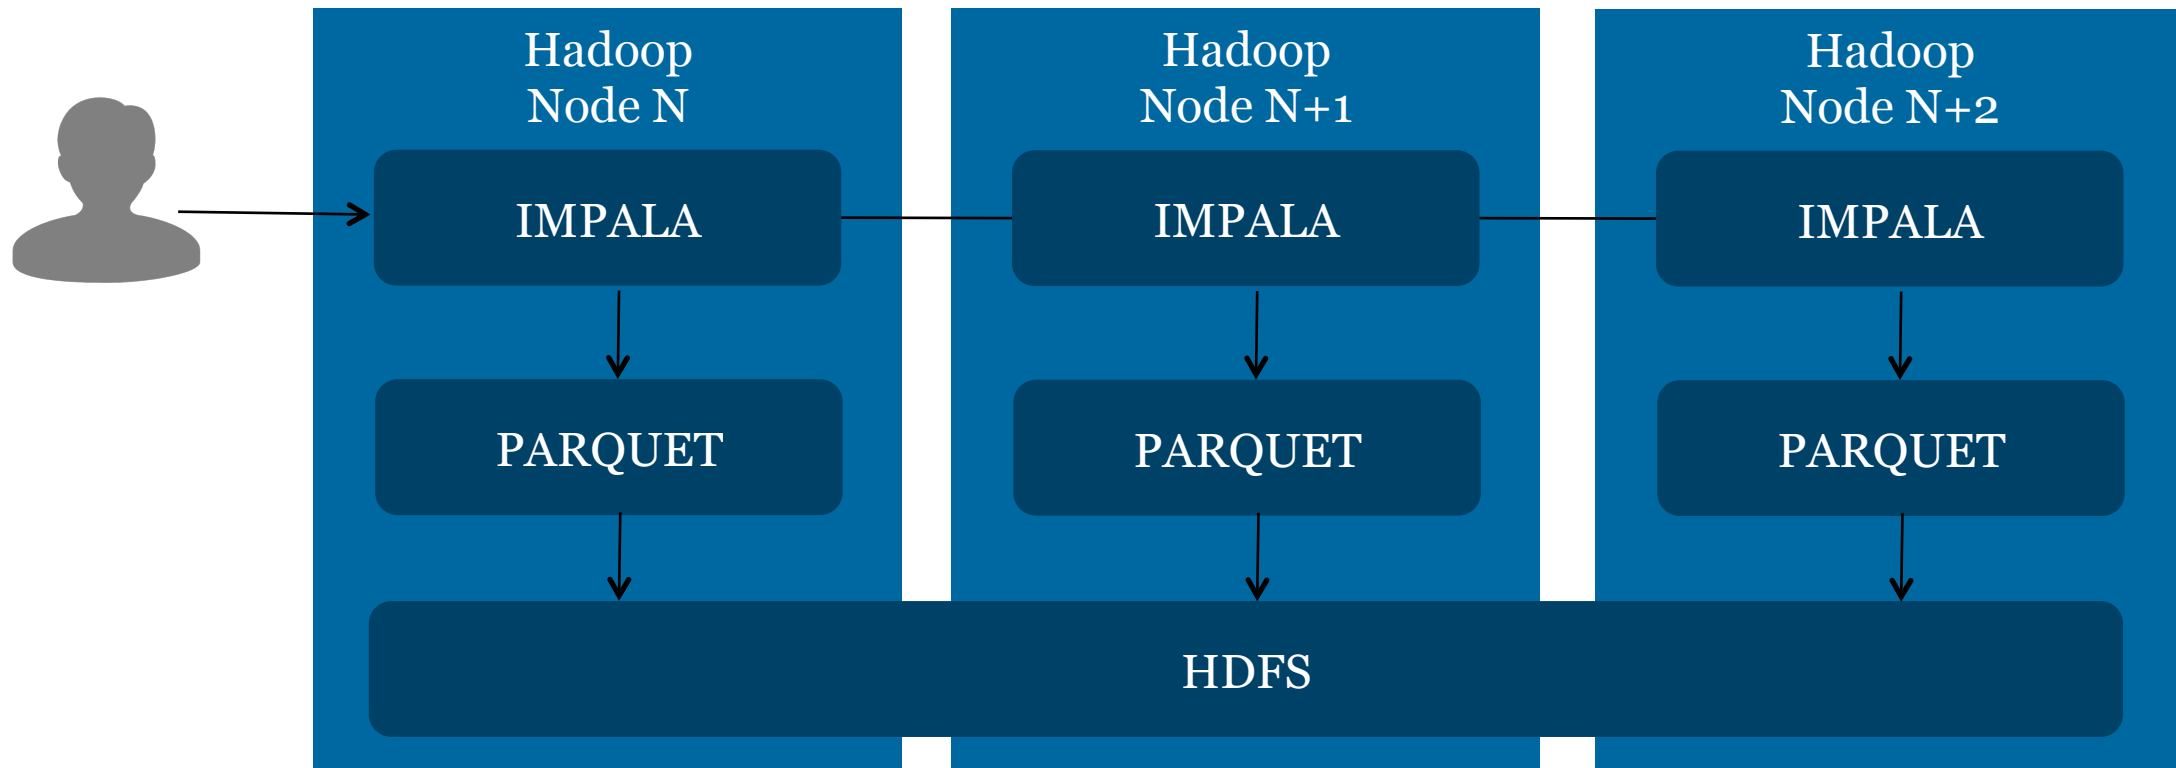 Hadoop
Node N
Hadoop
Node N+1
Hadoop
Node N+2
IMPALA
IMPALA
IMPALA
PARQUET
PARQUET
PARQUET
HDFS